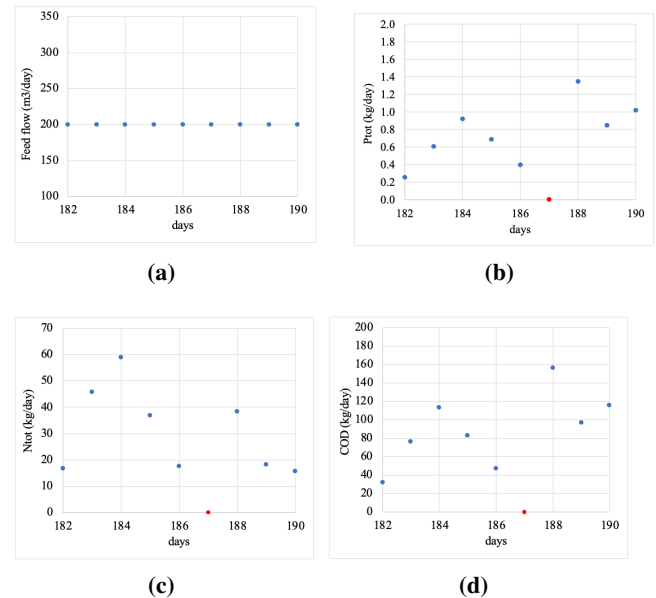 350
300
250
200
150
100
182 184 186 188 190
Feed flow (m3/day)
days
(a)
2.0
1.8
1.6
1.4
1.2
1.0
0.8
0.6
0.4
0.2
0.0
182 184 186 188 190
Ptot (kg/day)
days
(b)
70
60
50
40
30
20
10
0
182 184 186 188 190
Ntot (kg/day)
days
(c)
200
180
160
140
120
100
80
60
40
20
0
182 184 186 188 190
COD (kg/day)
days
(d)